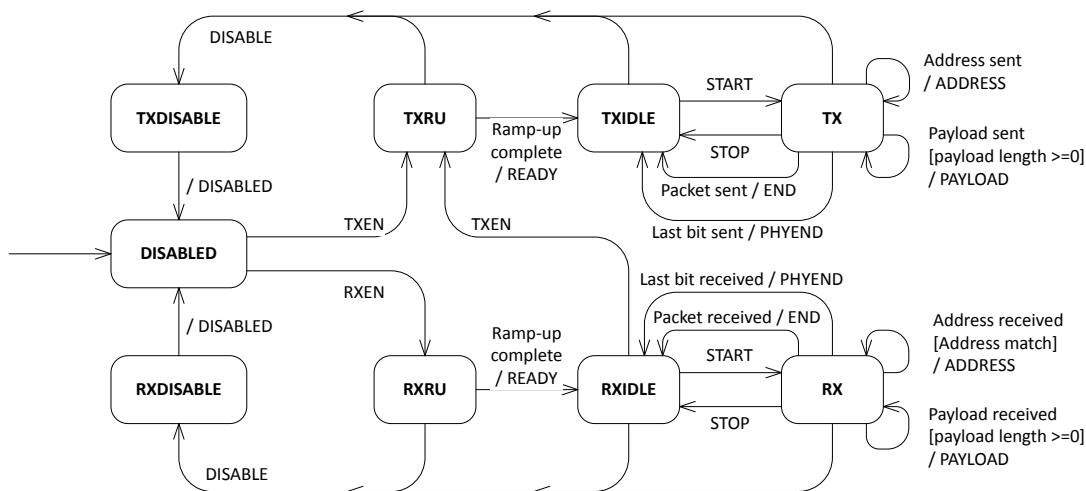 DISABLE
TXDISABLE
TXRU
TXIDLE
START
TX
STOP
Address sent
/ ADDRESS
Payload sent
[payload length >=0]
/ PAYLOAD
Ramp-up
complete
/ READY
Packet sent / END
Last bit sent / PHYEND
/ DISABLED
DISABLED
TXEN
TXEN
RXEN
Last bit received / PHYEND
Packet received / END
/ DISABLED
RXDISABLE
RXRU
Ramp-up
complete
/ READY
RXIDLE
START
RX
STOP
Address received
[Address match]
/ ADDRESS
Payload received
[payload length >=0]
/ PAYLOAD
DISABLE